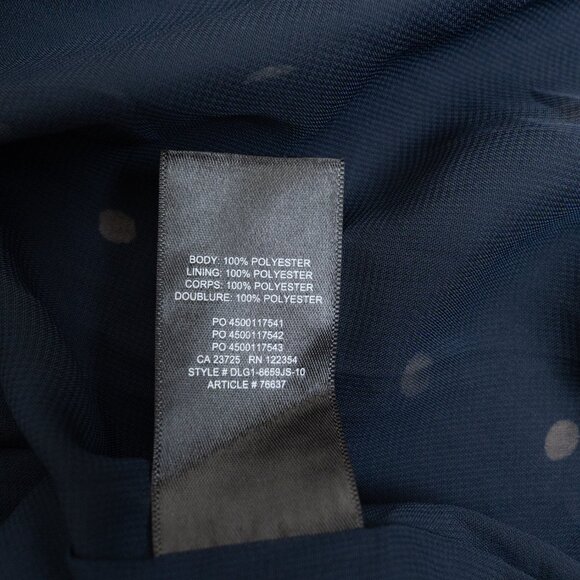 BODY: 100% POLYESTER
LINING: 100% POLYESTER
CORPS: 100% POLYESTER
DOUBLURE: 100% POLYESTER
PO 4500117541
PO 4500117542
PO 4500117543
CA 23725 RN 122354
STYLE # DLG1-8659JS-10
ARTICLE # 76637